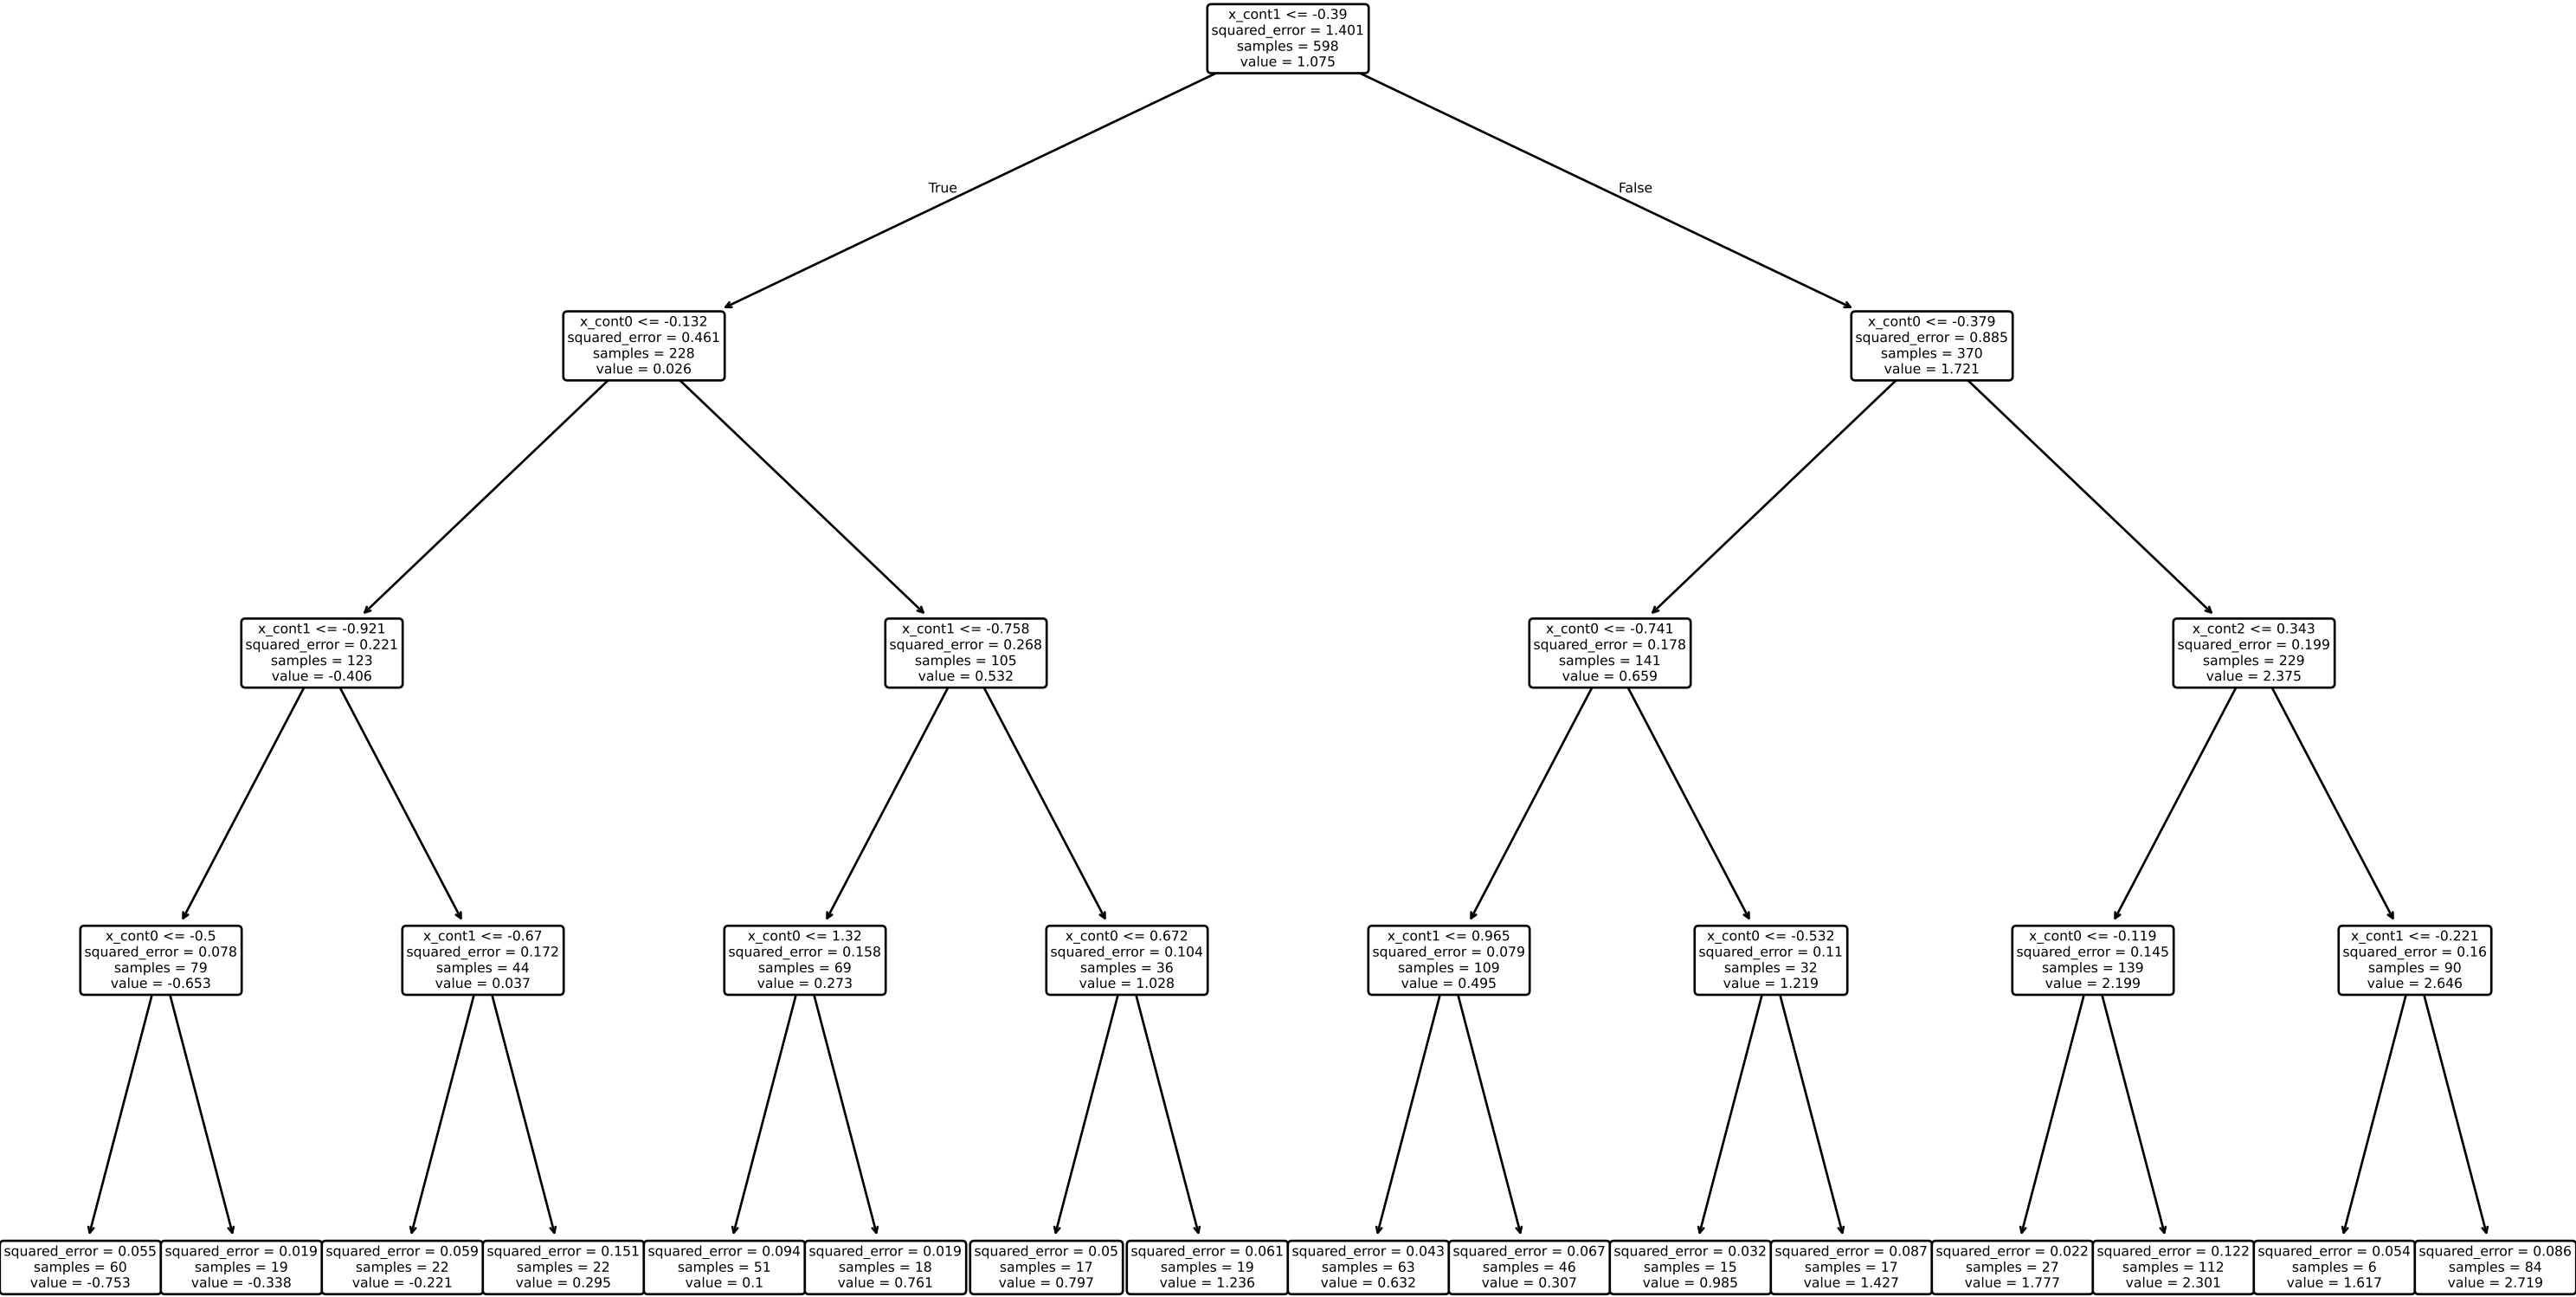 x_cont1 <= -0.39
squared_error = 1.401
samples = 598
value = 1.075
True
False
x_cont0 <= -0.132
squared_error = 0.461
samples = 228
value = 0.026
x_cont0 <= -0.379
squared_error = 0.885
samples = 370
value = 1.721
x_cont1 <= -0.921
squared_error = 0.221
samples = 123
value = -0.406
x_cont1 <= -0.758
squared_error = 0.268
samples = 105
value = 0.532
x_cont0 <= -0.741
squared_error = 0.178
samples = 141
value = 0.659
x_cont2 <= 0.343
squared_error = 0.199
samples = 229
value = 2.375
x_cont0 <= -0.5
squared_error = 0.078
samples = 79
value = -0.653
x_cont1 <= -0.67
squared_error = 0.172
samples = 44
value = 0.037
x_cont0 <= 1.32
squared_error = 0.158
samples = 69
value = 0.273
x_cont0 <= 0.672
squared_error = 0.104
samples = 36
value = 1.028
x_cont1 <= 0.965
squared_error = 0.079
samples = 109
value = 0.495
x_cont0 <= -0.532
squared_error = 0.11
samples = 32
value = 1.219
x_cont0 <= -0.119
squared_error = 0.145
samples = 139
value = 2.199
x_cont1 <= -0.221
squared_error = 0.16
samples = 90
value = 2.646
squared_error = 0.055
samples = 60
value = -0.753
squared_error = 0.019
samples = 19
value = -0.338
squared_error = 0.059
samples = 22
value = -0.221
squared_error = 0.151
samples = 22
value = 0.295
squared_error = 0.094
samples = 51
value = 0.1
squared_error = 0.019
samples = 18
value = 0.761
squared_error = 0.05
samples = 17
value = 0.797
squared_error = 0.061
samples = 19
value = 1.236
squared_error = 0.043
samples = 63
value = 0.632
squared_error = 0.067
samples = 46
value = 0.307
squared_error = 0.032
samples = 15
value = 0.985
squared_error = 0.087
samples = 17
value = 1.427
squared_error = 0.022
samples = 27
value = 1.777
squared_error = 0.122
samples = 112
value = 2.301
squared_error = 0.054
samples = 6
value = 1.617
squared_error = 0.086
samples = 84
value = 2.719